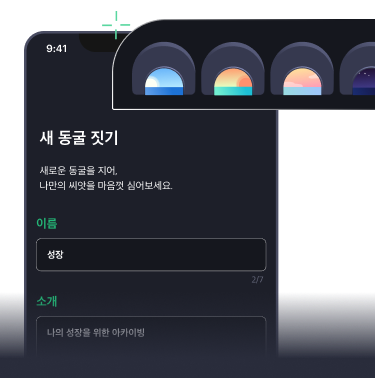 9:41
새 동굴 짓기
새로운 동굴을 지어,
나만의 씨앗을 마음껏 심어보세요.
이름
성장
2/7
소개
나의 성장을 위한 아카이빙